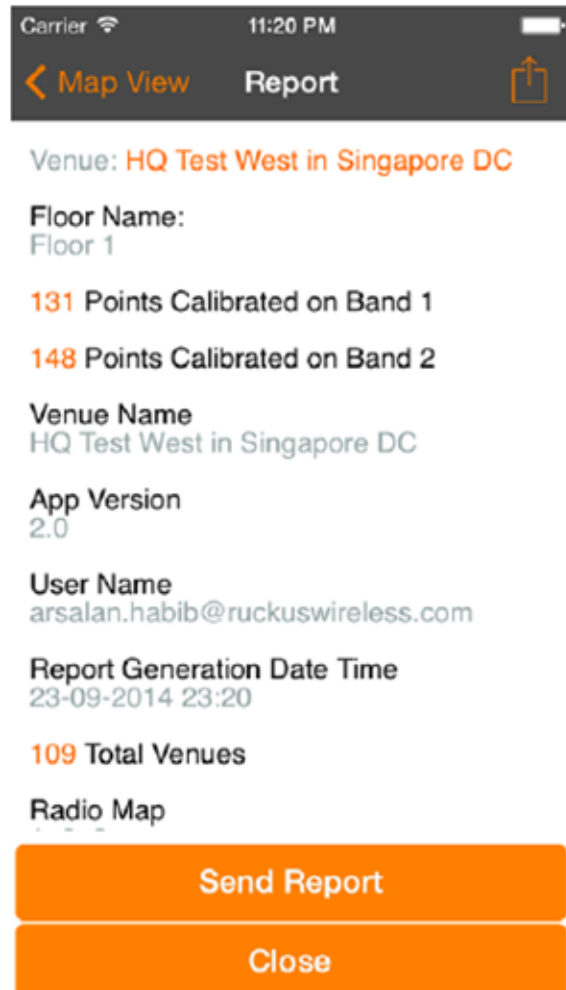 Carrier 11:20 PM
Map View Report
Venue: HQ Test West in Singapore DC
Floor Name:
Floor 1
131 Points Calibrated on Band 1
148 Points Calibrated on Band 2
Venue Name
HQ Test West in Singapore DC
App Version
2.0
User Name
arsalan.habib@ruckuswireless.com
Report Generation Date Time
23-09-2014 23:20
109 Total Venues
Radio Map
Send Report
Close